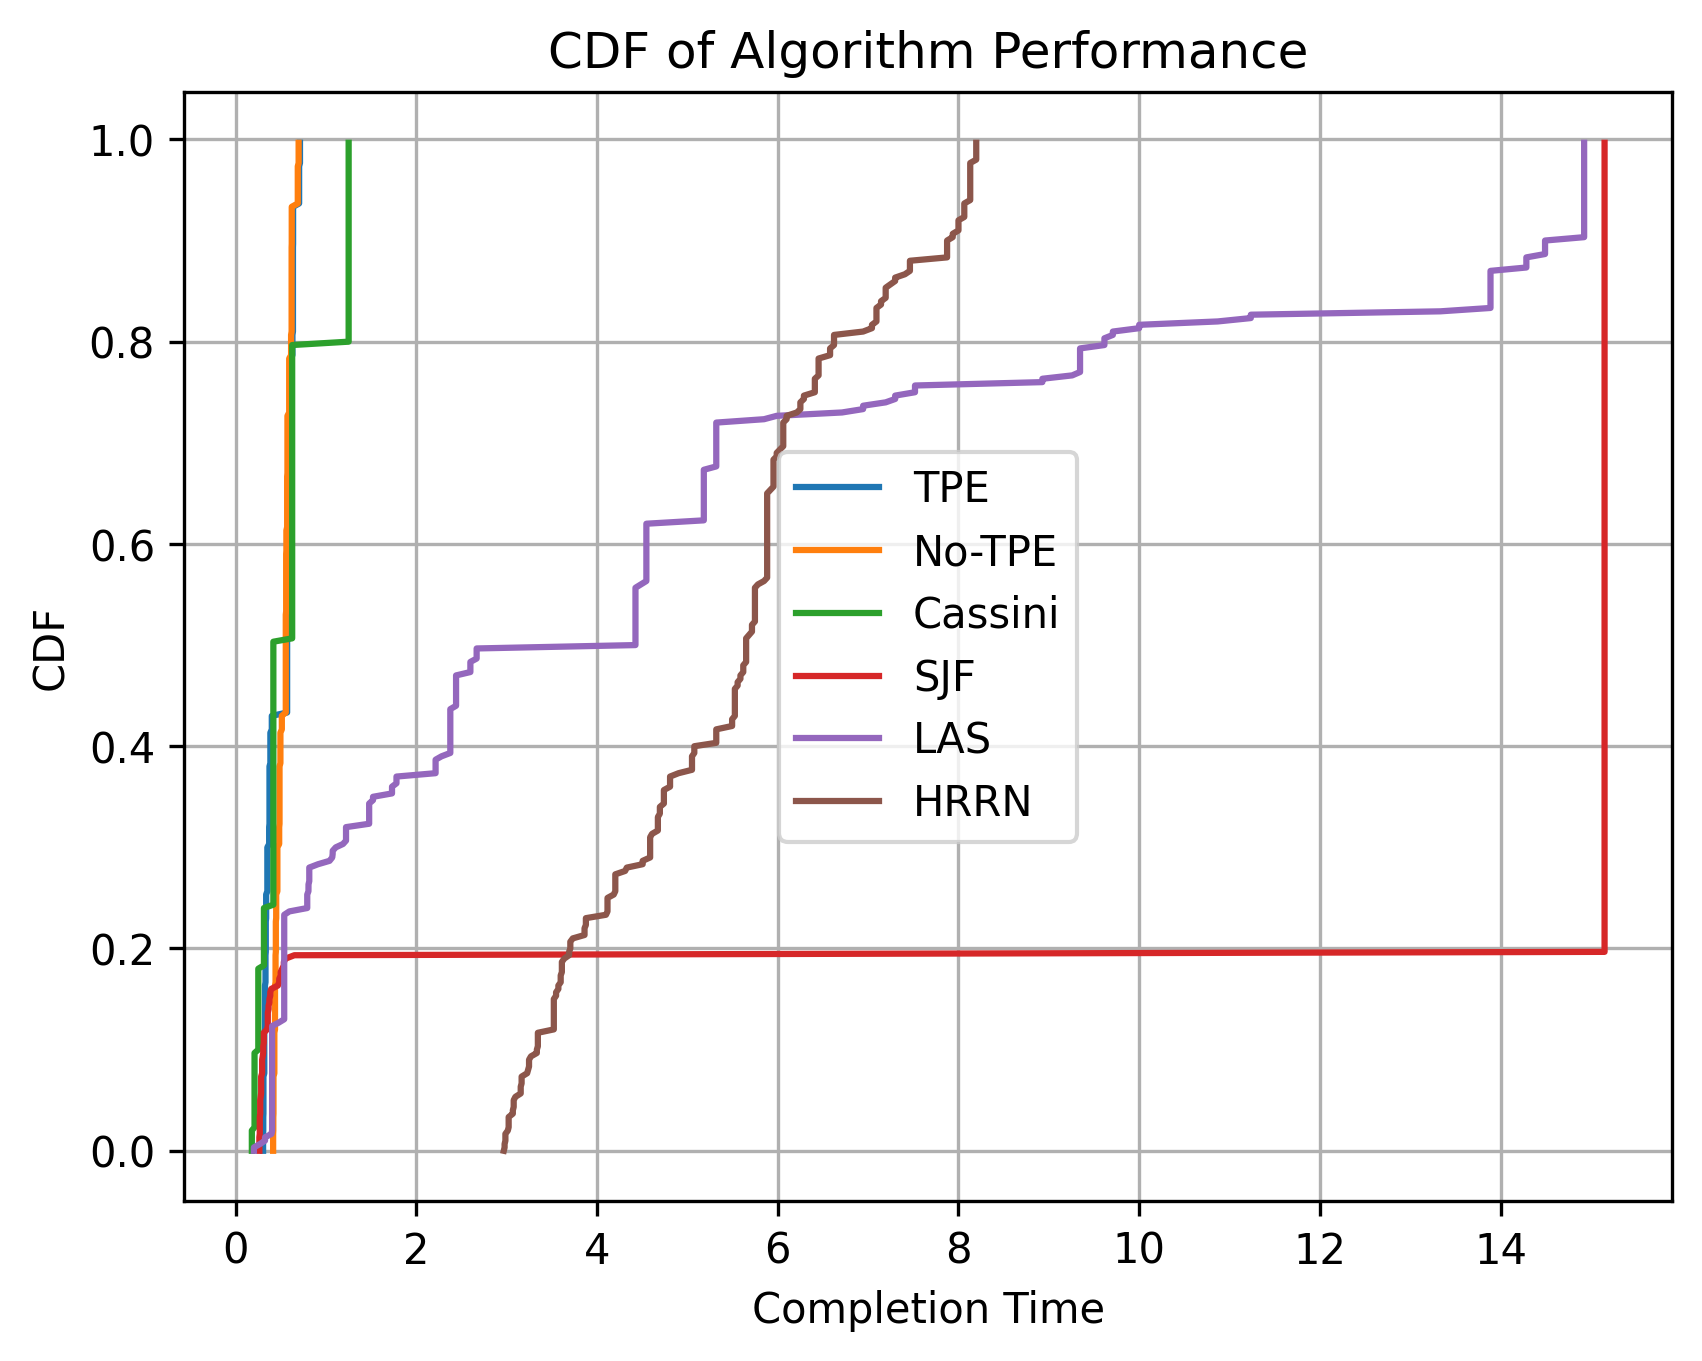 CDF of Algorithm Performance
1.0
0.8
0.6
0.4
0.2
0.0
CDF
TPE
No-TPE
Cassini
SJF
LAS
HRRN
0 2 4 6 8 10 12 14
Completion Time